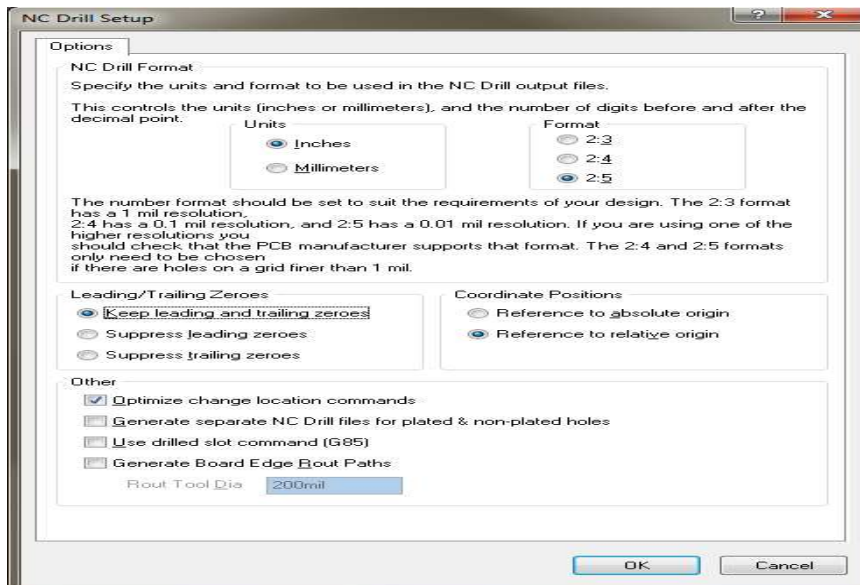 NC Drill Setup
Options
NC Drill Format
Specify the units and format to be used in the NC Drill output files.
This controls the units (inches or millimeters), and the number of digits before and after the
decimal point.
Units
Inches
Millimeters
Format
2:3
2:4
2:5
The number format should be set to suit the requirements of your design. The 2:3 format
has a 1 mil resolution,
2:4 has a 0.1 mil resolution, and 2:5 has a 0.01 mil resolution. If you are using one of the
higher resolutions you
should check that the PCB manufacturer supports that format. The 2:4 and 2:5 formats
only need to be chosen
if there are holes on a grid finer than 1 mil.
Leading/Trailing Zeroes
Keep leading and trailing zeroes
Suppress leading zeroes
Suppress trailing zeroes
Coordinate Positions
Reference to absolute origin
Reference to relative origin
Other
Optimize change location commands
Generate separate NC Drill files for plated & non-plated holes
Use drilled slot command (G85)
Generate Board Edge Rout Paths
Rout Tool Dia 200mil
OK Cancel